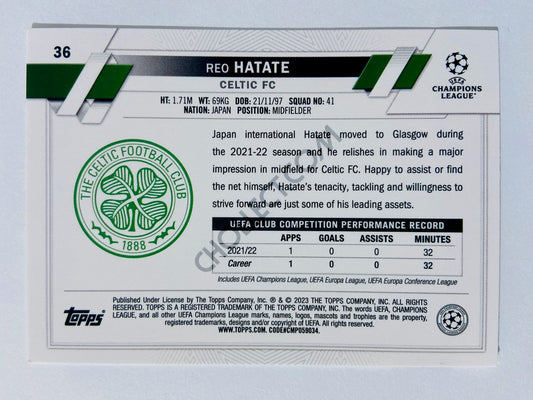 36
REO HATATE
CELTIC FC
HT: 1.71M WT: 69KG DOB: 21/11/97 SQUAD NO: 41
NATION: JAPAN POSITION: MIDFIELDER
UEFA
CHAMPIONS
LEAGUE®
THE CELTIC FOOTBALL CLUB
1888
Japan international Hatate moved to Glasgow during
the 2021-22 season and he relishes in making a major
impression in midfield for Celtic FC. Happy to assist or find
the net himself, Hatate's tenacity, tackling and willingness to
strive forward are just some of his leading assets.
UEFA CLUB COMPETITION PERFORMANCE RECORD
APPS GOALS ASSISTS MINUTES
2021/22 1 0 0 32
Career 1 0 0 32
Includes UEFA Champions League, UEFA Europa League, UEFA Europa Conference League
CHOLLECT.COM
Topps
Published Under License by The Topps Company, Inc. ® & © 2023 THE TOPPS COMPANY, INC. ALL RIGHTS
RESERVED. TOPPS IS A REGISTERED TRADEMARK OF THE TOPPS COMPANY, INC. The words UEFA, CHAMPIONS
LEAGUE, and all other UEFA Champions League marks, names, logos, mascots and trophies are the property,
registered trademarks, designs and/or copyright of UEFA. All rights reserved.
WWW.TOPPS.COM. CODE#CMP059034.